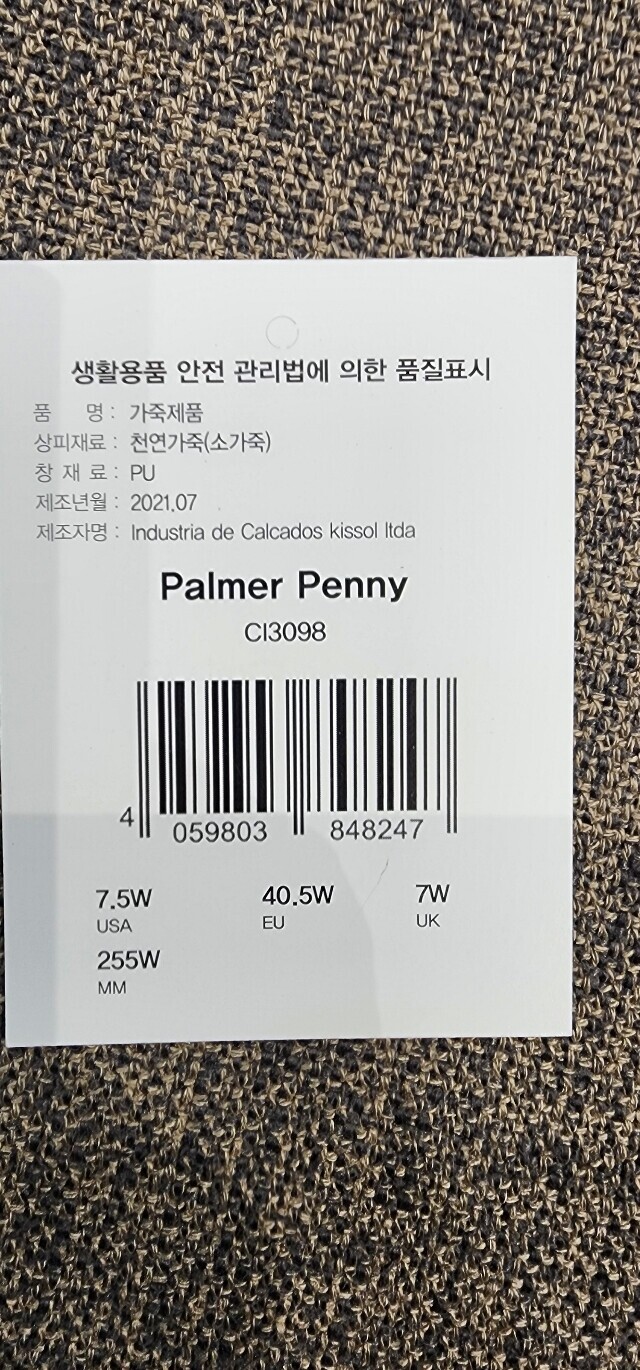 생활용품 안전 관리법에 의한 품질표시
품 명 : 가죽제품
상피재료 : 천연가죽(소가죽)
창 재 료 : PU
제조년월 : 2021.07
제조자명 : Industria de Calcados kissol ltda
Palmer Penny
CI3098
4 059803 848247
7.5W 40.5W 7W
USA EU UK
255W
MM